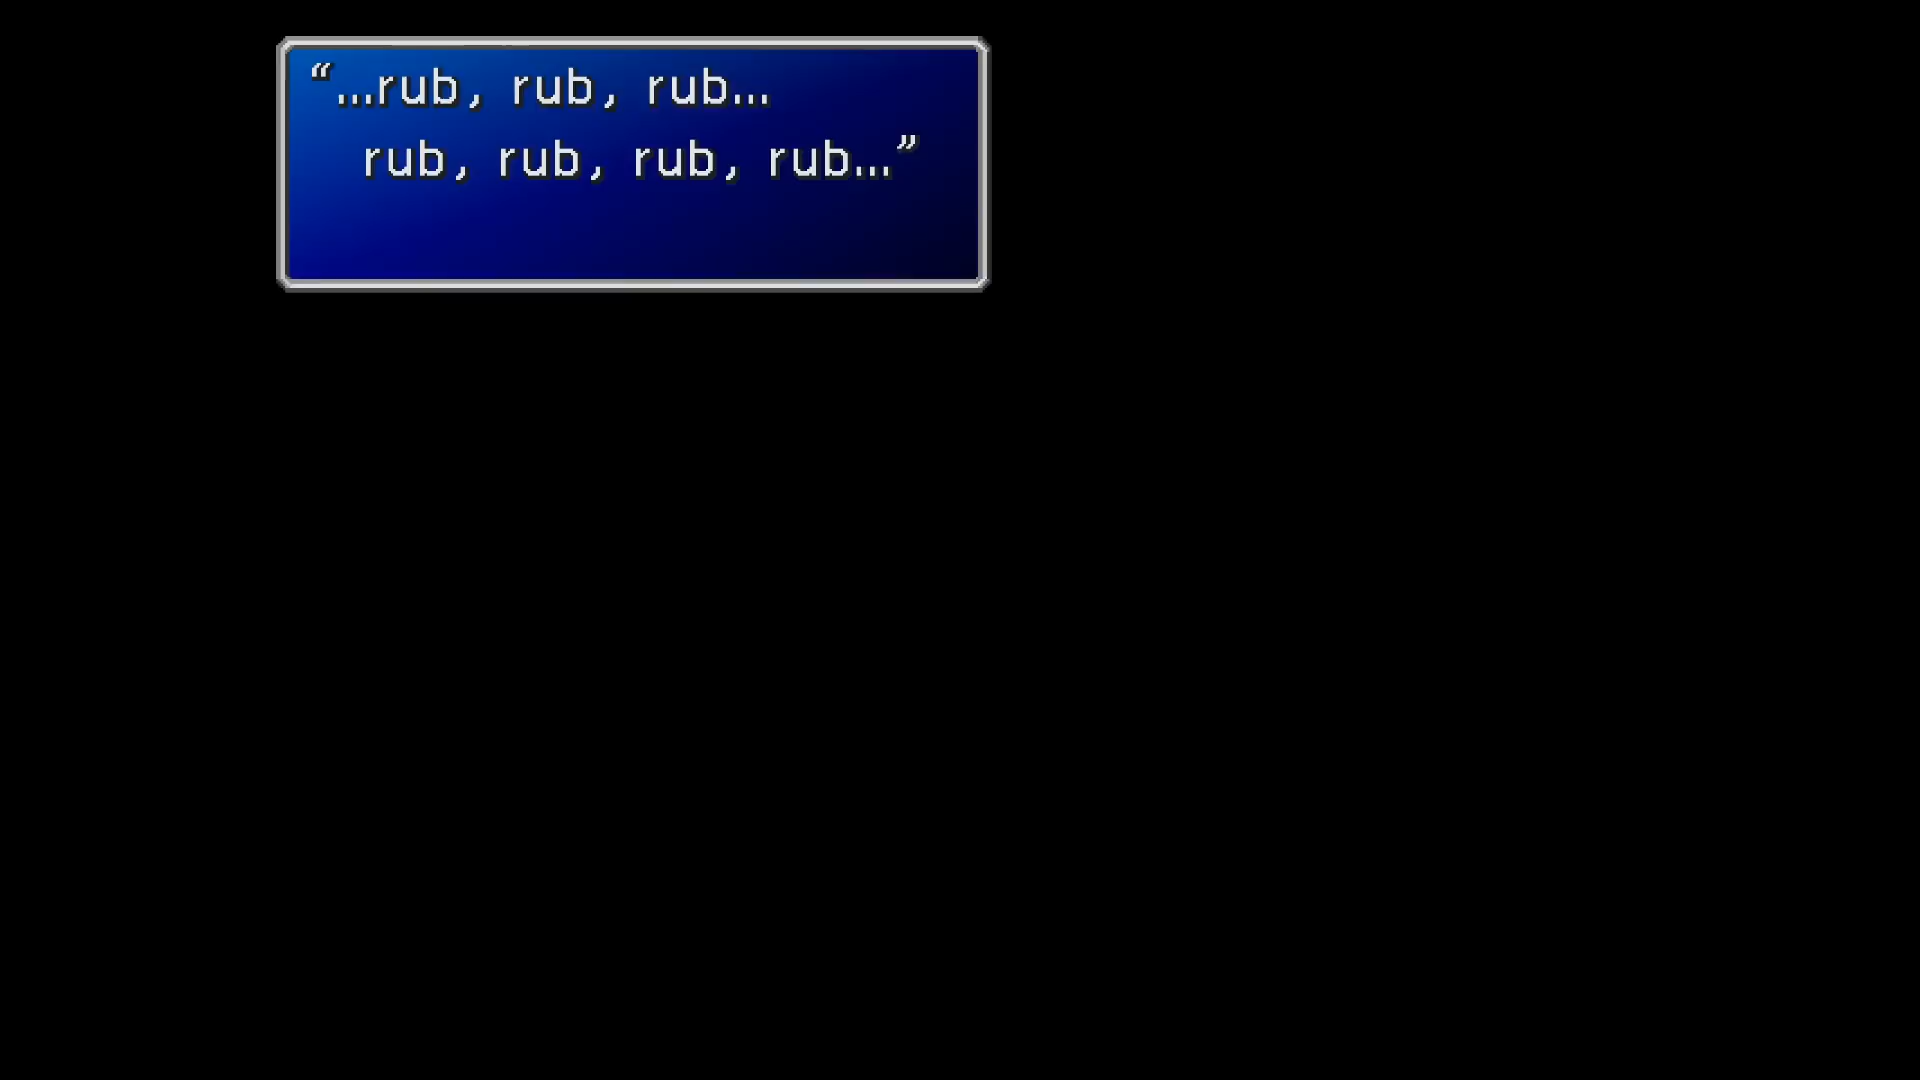 “…rub, rub, rub…
rub, rub, rub, rub…”